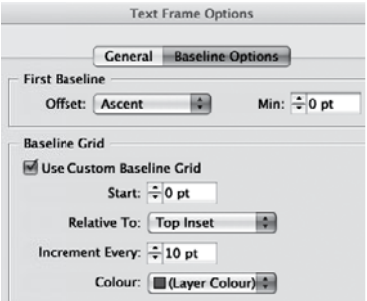 Text Frame Options
General Baseline Options
First Baseline
Offset: Ascent Min: 0 pt
Baseline Grid
Use Custom Baseline Grid
Start: 0 pt
Relative To: Top Inset
Increment Every: 10 pt
Colour: (Layer Colour)